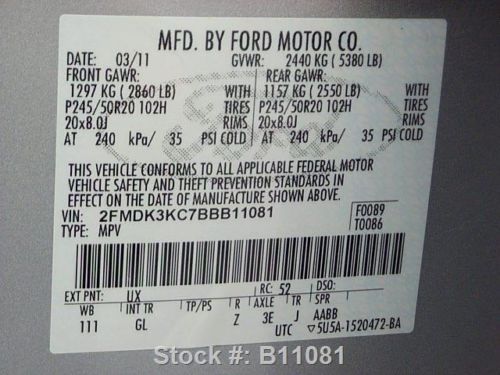 MFD. BY FORD MOTOR CO.
DATE: 03/11 GVWR: 2440 KG ( 5380 LB)
FRONT GAWR: REAR GAWR:
1297 KG ( 2860 LB) WITH 1157 KG ( 2550 LB) WITH
P245/50R20 102H TIRES P245/50R20 102H TIRES
20x8.0J RIMS 20x8.0J RIMS
AT 240 kPa/ 35 PSI COLD AT 240 kPa/ 35 PSI COLD
THIS VEHICLE CONFORMS TO ALL APPLICABLE FEDERAL MOTOR
VEHICLE SAFETY AND THEFT PREVENTION STANDARDS IN
EFFECT ON THE DATE OF MANUFACTURE SHOWN ABOVE.
VIN: 2FMDK3KC7BBB11081 F0089
TYPE: MPV T0086
EXT PNT: UX RC: 52 DSO:
WB INT TR TP/PS R AXLE TR SPR
111 GL Z 3E J AABB
UTC ▽5U5A-1520472-BA
Stock #: B11081